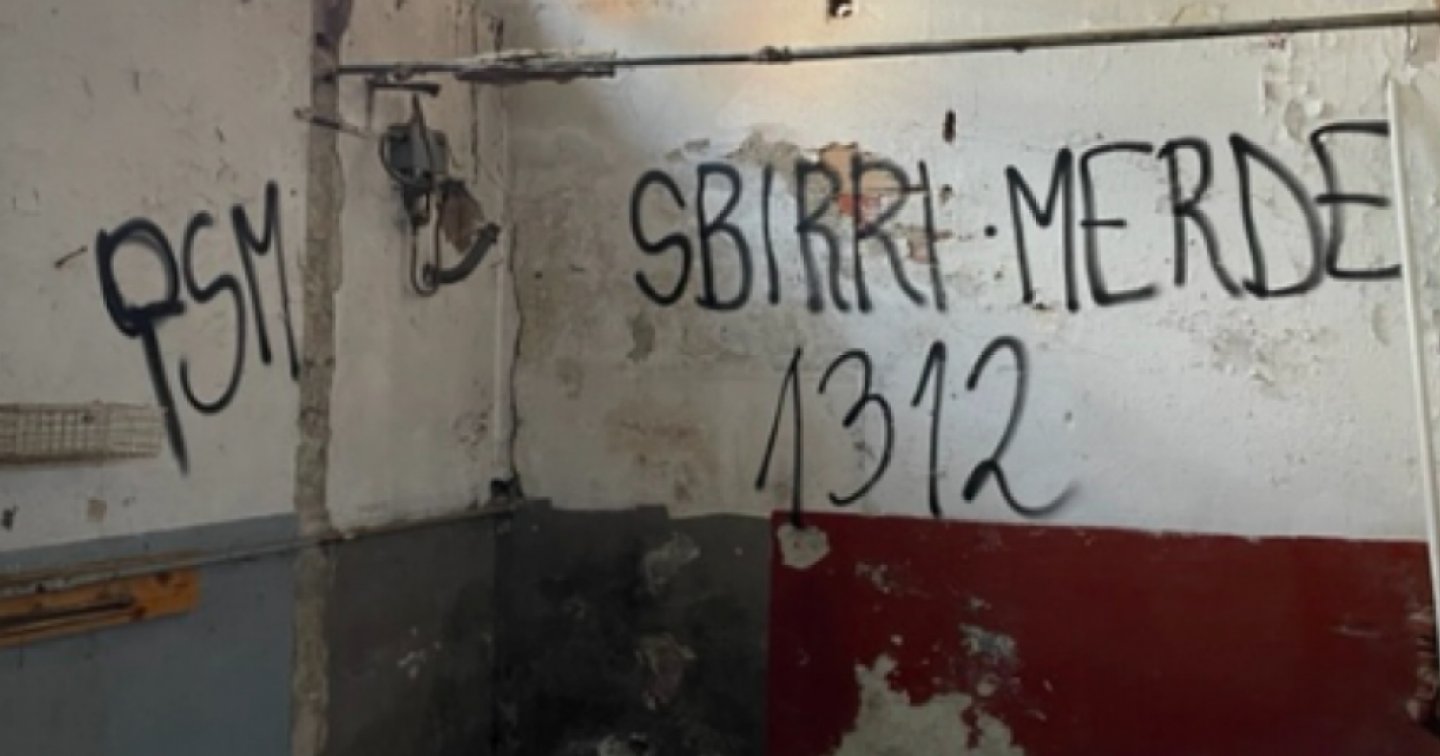 PSM
SBIRRI · MERDE
1312